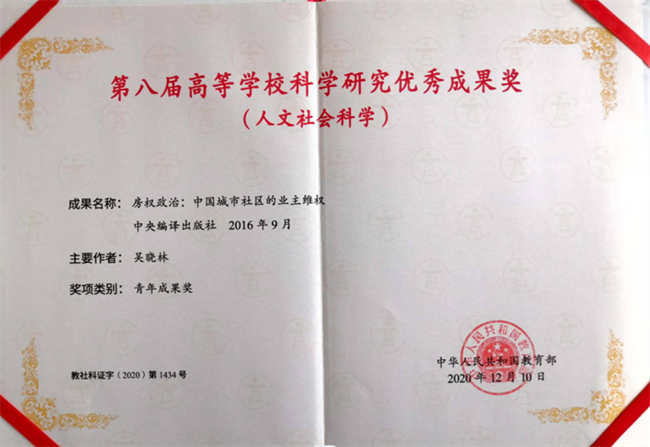 第八届高等学校科学研究优秀成果奖
（人文社会科学）
成果名称：房权政治：中国城市社区的业主维权
中央编译出版社 2016年9月
主要作者：吴晓林
奖项类别：青年成果奖
中华人民共和国教育部
教社科证字（2020）第1434号
2020年12月10日